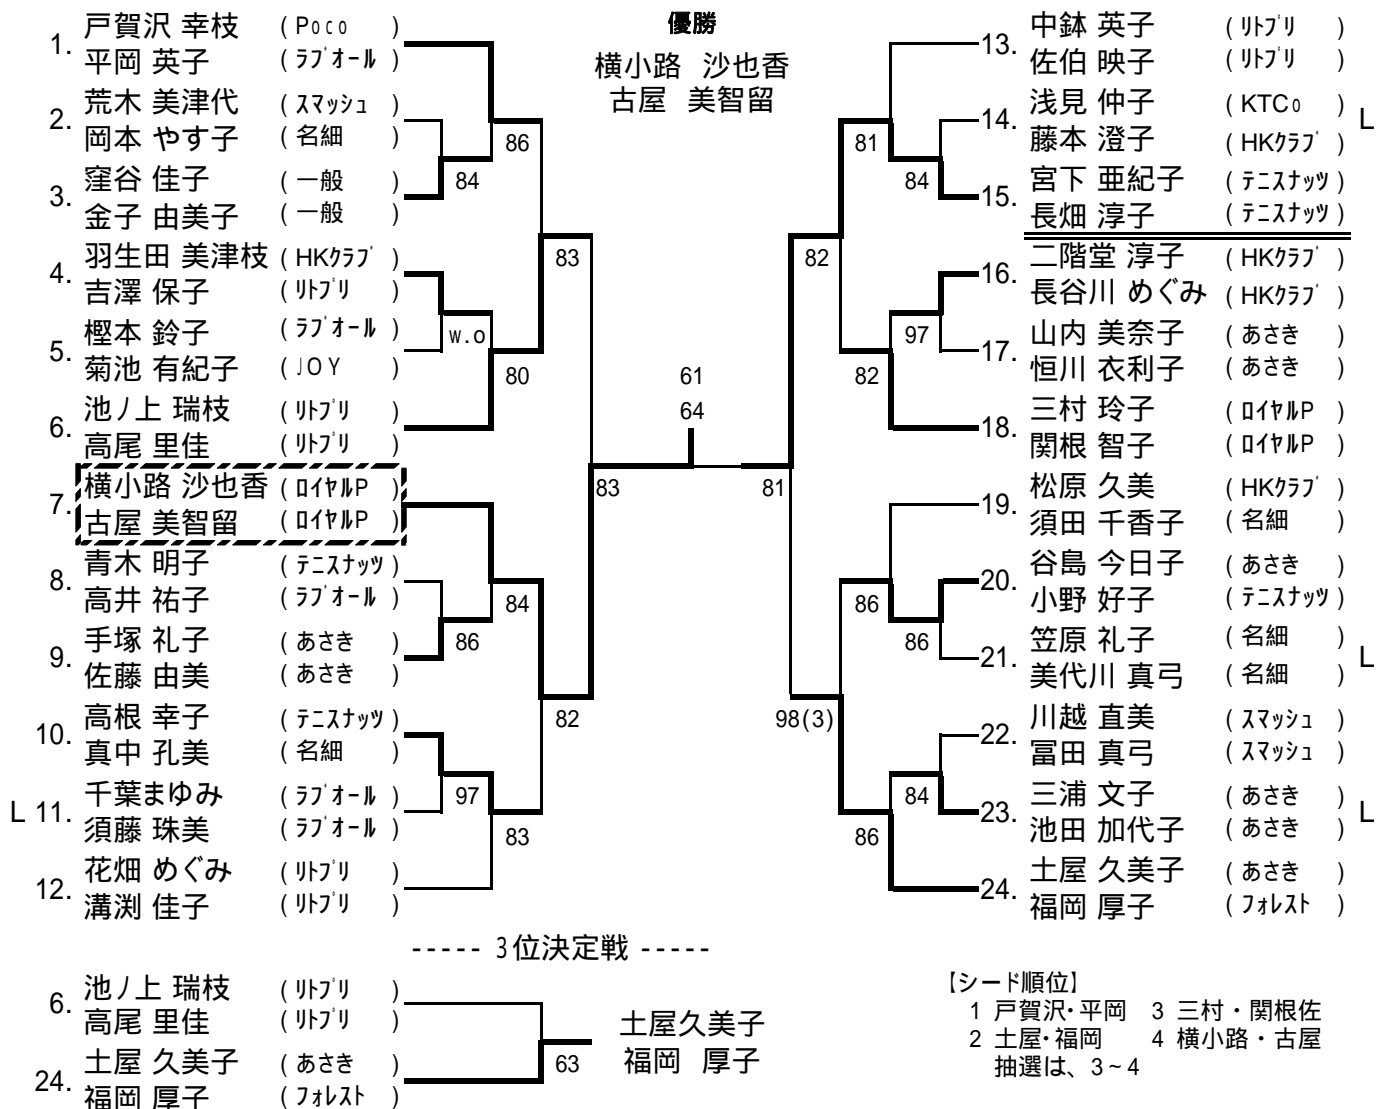 優勝
横小路 沙也香
古屋 美智留
1. 戸賀沢 幸枝 ( Poco )
平岡 英子 ( ﾗﾌﾞｵｰﾙ )
2. 荒木 美津代 ( ｽﾏｯｼｭ )
岡本 やす子 ( 名細 )
3. 窪谷 佳子 ( 一般 )
金子 由美子 ( 一般 )
4. 羽生田 美津枝 ( HKｸﾗﾌﾞ )
吉澤 保子 ( ﾘﾄﾌﾟﾘ )
5. 樫本 鈴子 ( ﾗﾌﾞｵｰﾙ )
菊池 有紀子 ( JOY )
6. 池ノ上 瑞枝 ( ﾘﾄﾌﾟﾘ )
高尾 里佳 ( ﾘﾄﾌﾟﾘ )
7. 横小路 沙也香 ( ﾛｲﾔﾙP )
古屋 美智留 ( ﾛｲﾔﾙP )
8. 青木 明子 ( ﾃﾆｽﾅｯﾂ )
高井 祐子 ( ﾗﾌﾞｵｰﾙ )
9. 手塚 礼子 ( あさき )
佐藤 由美 ( あさき )
10. 高根 幸子 ( ﾃﾆｽﾅｯﾂ )
真中 孔美 ( 名細 )
L 11. 千葉まゆみ ( ﾗﾌﾞｵｰﾙ )
須藤 珠美 ( ﾗﾌﾞｵｰﾙ )
12. 花畑 めぐみ ( ﾘﾄﾌﾟﾘ )
溝渕 佳子 ( ﾘﾄﾌﾟﾘ )
84
w.o
86
97
86
80
84
83
83
82
83
61
64
81
82
98(3)
81
82
86
86
84
97
86
84
13. 中鉢 英子 ( ﾘﾄﾌﾟﾘ )
佐伯 映子 ( ﾘﾄﾌﾟﾘ )
14. 浅見 仲子 ( KTCo ) L
藤本 澄子 ( HKｸﾗﾌﾞ )
15. 宮下 亜紀子 ( ﾃﾆｽﾅｯﾂ )
長畑 淳子 ( ﾃﾆｽﾅｯﾂ )
16. 二階堂 淳子 ( HKｸﾗﾌﾞ )
長谷川 めぐみ ( HKｸﾗﾌﾞ )
17. 山内 美奈子 ( あさき )
恒川 衣利子 ( あさき )
18. 三村 玲子 ( ﾛｲﾔﾙP )
関根 智子 ( ﾛｲﾔﾙP )
19. 松原 久美 ( HKｸﾗﾌﾞ )
須田 千香子 ( 名細 )
20. 谷島 今日子 ( あさき )
小野 好子 ( ﾃﾆｽﾅｯﾂ )
21. 笠原 礼子 ( 名細 ) L
美代川 真弓 ( 名細 )
22. 川越 直美 ( ｽﾏｯｼｭ )
冨田 真弓 ( ｽﾏｯｼｭ )
23. 三浦 文子 ( あさき ) L
池田 加代子 ( あさき )
24. 土屋 久美子 ( あさき )
福岡 厚子 ( ﾌｫﾚｽﾄ )
----- 3位決定戦 -----
6. 池ノ上 瑞枝 ( ﾘﾄﾌﾟﾘ )
高尾 里佳 ( ﾘﾄﾌﾟﾘ )
24. 土屋 久美子 ( あさき )
福岡 厚子 ( ﾌｫﾚｽﾄ )
63
土屋久美子
福岡 厚子
【シード順位】
1 戸賀沢・平岡 3 三村・関根佐
2 土屋・福岡 4 横小路・古屋
抽選は、3~4